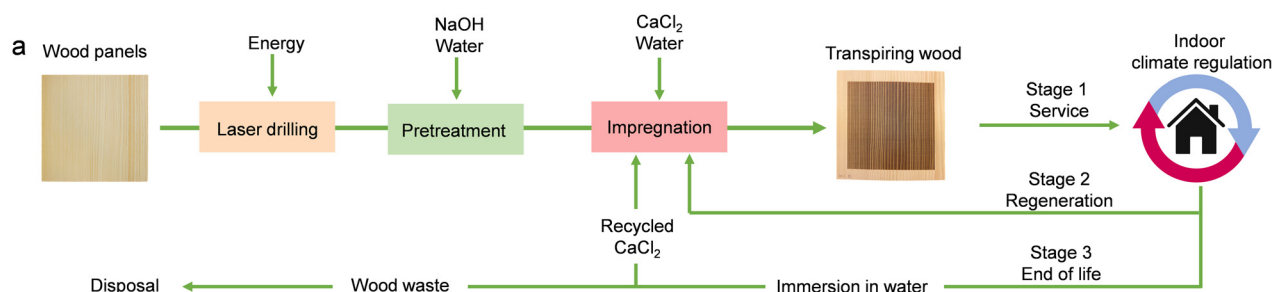 a
Wood panels
Energy
NaOH
Water
CaCl₂
Water
Transpiring wood
Indoor
climate regulation
Laser drilling
Pretreatment
Impregnation
Stage 1
Service
Stage 2
Regeneration
Recycled
CaCl₂
Stage 3
End of life
Disposal
Wood waste
Immersion in water